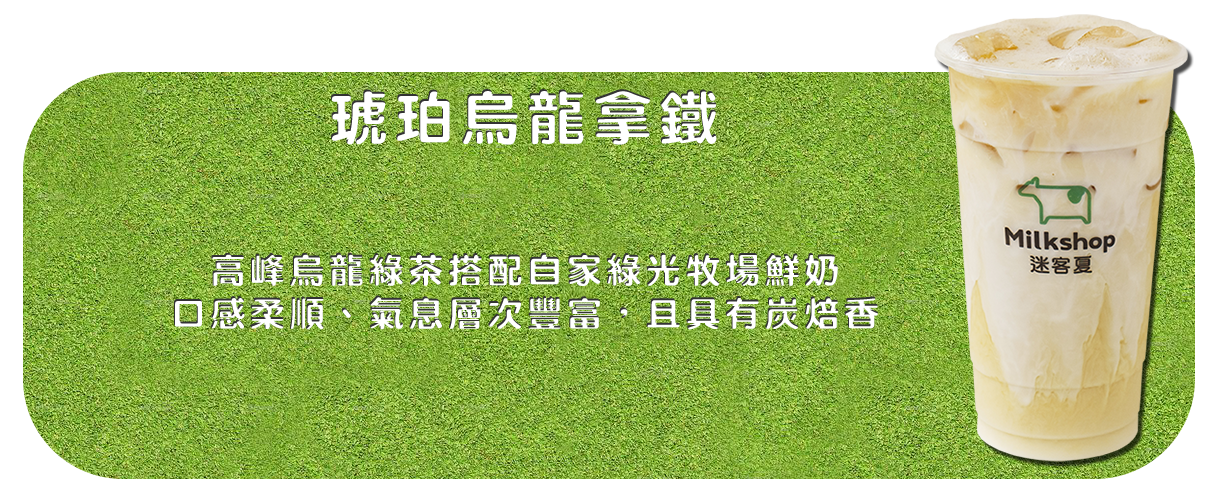 琥珀烏龍拿鐵
高峰烏龍綠茶搭配自家綠光牧場鮮奶
口感柔順、氣息層次豐富，且具有炭焙香
Milkshop
迷客夏